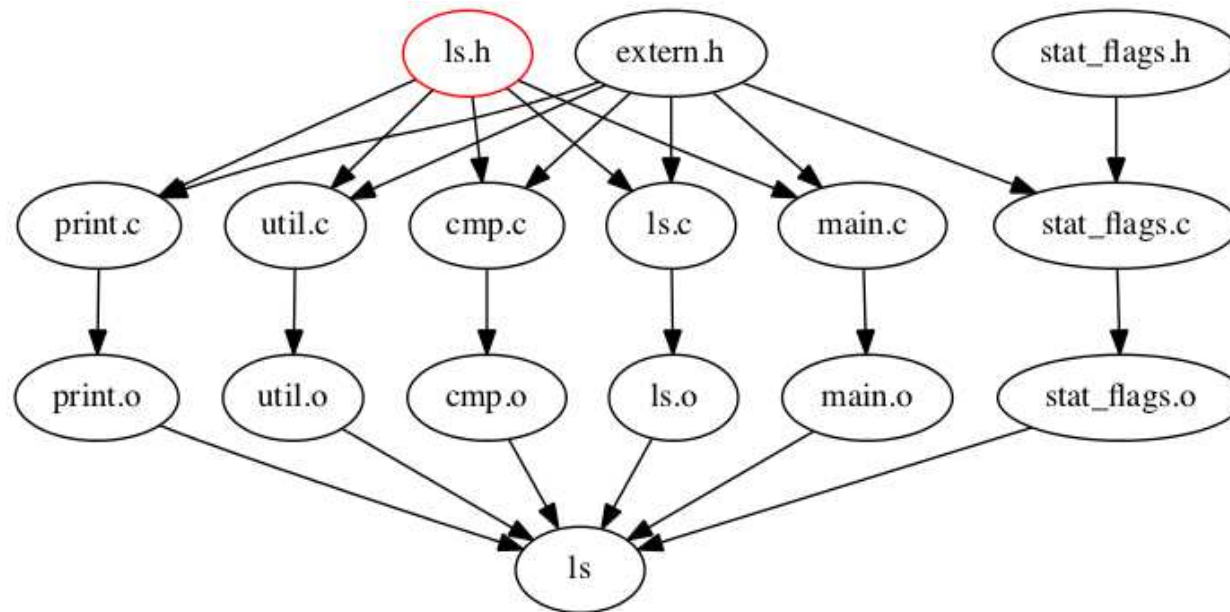 ls.h
extern.h
stat_flags.h
print.c
util.c
cmp.c
ls.c
main.c
stat_flags.c
print.o
util.o
cmp.o
ls.o
main.o
stat_flags.o
ls